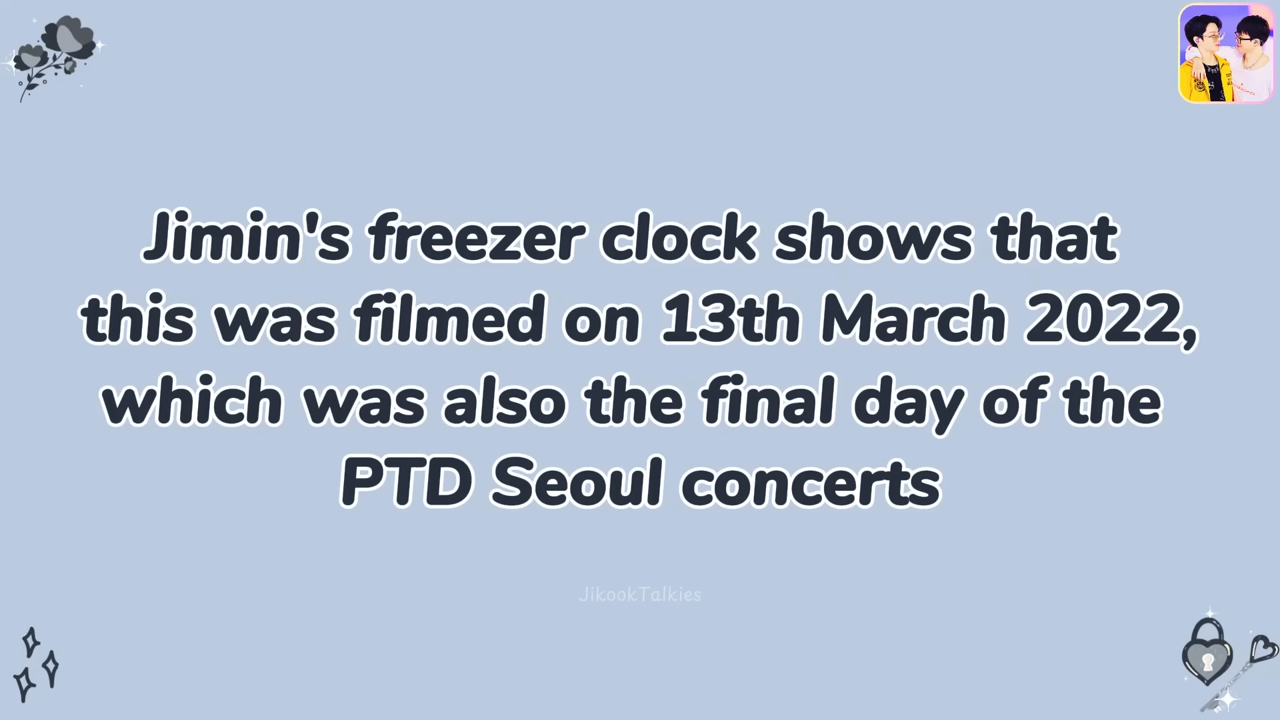 Jimin's freezer clock shows that
this was filmed on 13th March 2022,
which was also the final day of the
PTD Seoul concerts
JikookTalkies